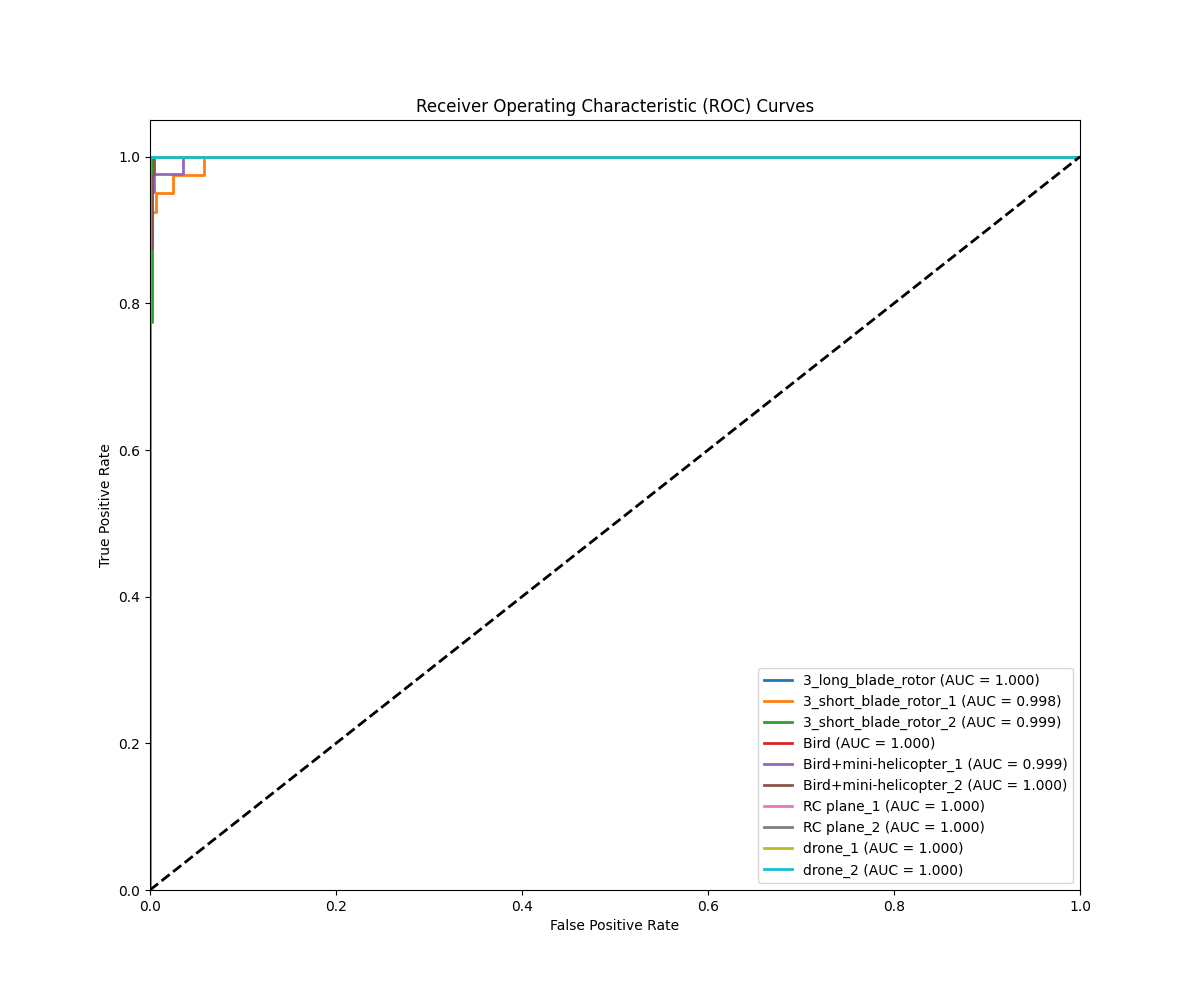 Receiver Operating Characteristic (ROC) Curves
1.0
0.8
0.6
0.4
0.2
0.0
True Positive Rate
3_long_blade_rotor (AUC = 1.000)
3_short_blade_rotor_1 (AUC = 0.998)
3_short_blade_rotor_2 (AUC = 0.999)
Bird (AUC = 1.000)
Bird+mini-helicopter_1 (AUC = 0.999)
Bird+mini-helicopter_2 (AUC = 1.000)
RC plane_1 (AUC = 1.000)
RC plane_2 (AUC = 1.000)
drone_1 (AUC = 1.000)
drone_2 (AUC = 1.000)
0.0 0.2 0.4 0.6 0.8 1.0
False Positive Rate